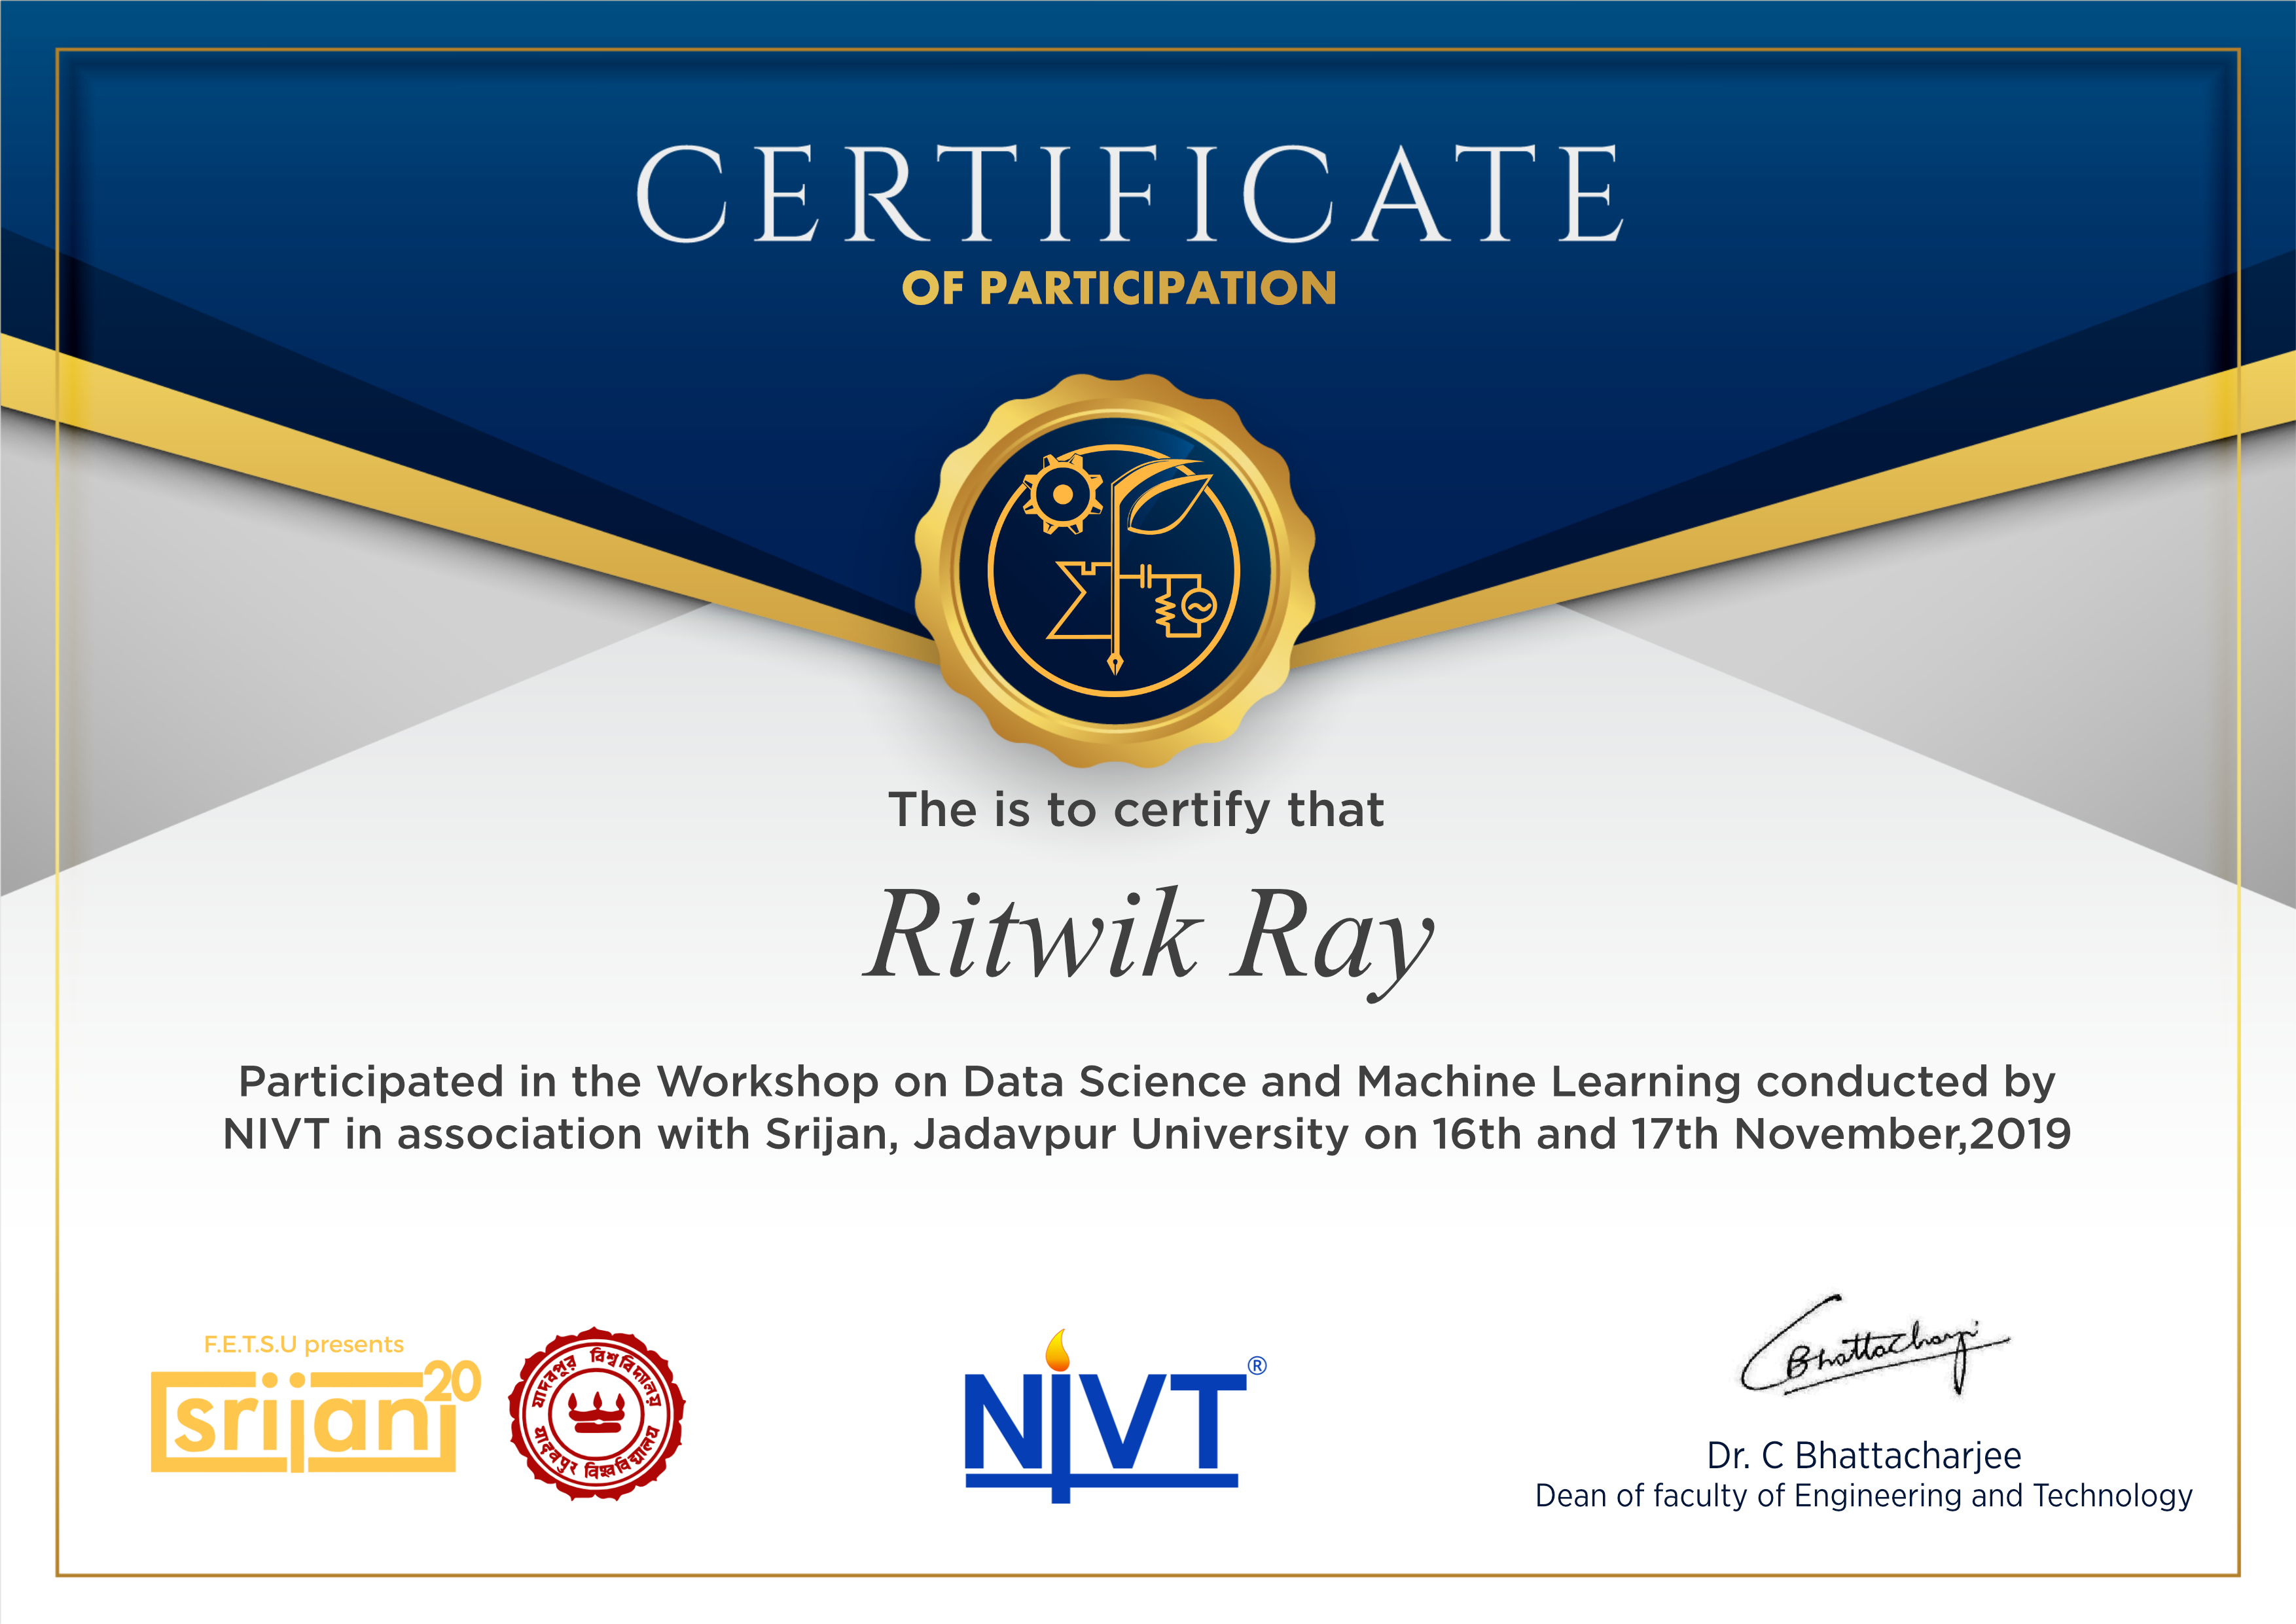 CERTIFICATE
OF PARTICIPATION
The is to certify that
Ritwik Ray
Participated in the Workshop on Data Science and Machine Learning conducted by
NIVT in association with Srijan, Jadavpur University on 16th and 17th November,2019
F.E.T.S.U presents
srijan 20
যাদবপুর বিশ্ববিদ্যালয়
यादवपुर विश्वविद्यालय
NIVT®
CBhattacharji
Dr. C Bhattacharjee
Dean of faculty of Engineering and Technology